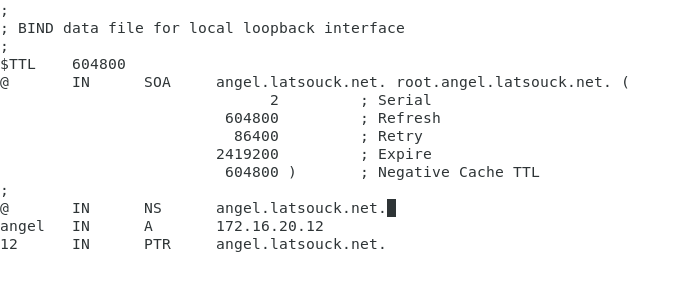 ;
; BIND data file for local loopback interface
;
$TTL    604800
@       IN      SOA     angel.latsouck.net. root.angel.latsouck.net. (
                              2         ; Serial
                         604800         ; Refresh
                          86400         ; Retry
                        2419200         ; Expire
                         604800 )       ; Negative Cache TTL
;
@       IN      NS      angel.latsouck.net.
angel   IN      A       172.16.20.12
12      IN      PTR     angel.latsouck.net.